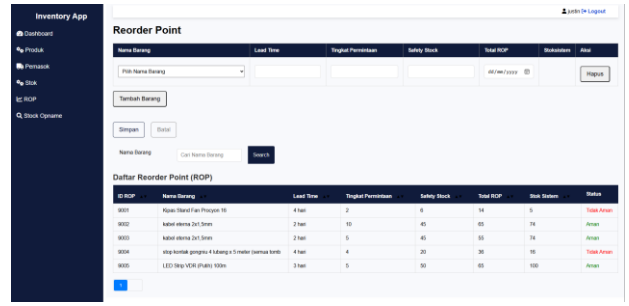 Inventory App
justin Logout
Dashboard
Produk
Pemasok
Stok
ROP
Stock Opname
Reorder Point
Nama Barang Lead Time Tingkat Permintaan Safety Stock Total ROP Stoksistem Aksi
Pilih Nama Barang dd/mm/yyyy Hapus
Tambah Barang
Simpan Batal
Nama Barang Cari Nama Barang Search
Daftar Reorder Point (ROP)
ID ROP Nama Barang Lead Time Tingkat Permintaan Safety Stock Total ROP Stok Sistem Status
9001 Kipas Stand Fan Procyon 16 4 hari 2 6 14 5 Tidak Aman
9002 kabel eterna 2x1,5mm 2 hari 10 45 65 74 Aman
9003 kabel eterna 2x1,5mm 2 hari 5 45 55 74 Aman
9004 stop kontak gongniu 4 lubang x 5 meter (semua tomb 4 hari 4 20 36 16 Tidak Aman
9005 LED Strip VDR (Putih) 100m 3 hari 5 50 65 100 Aman
1